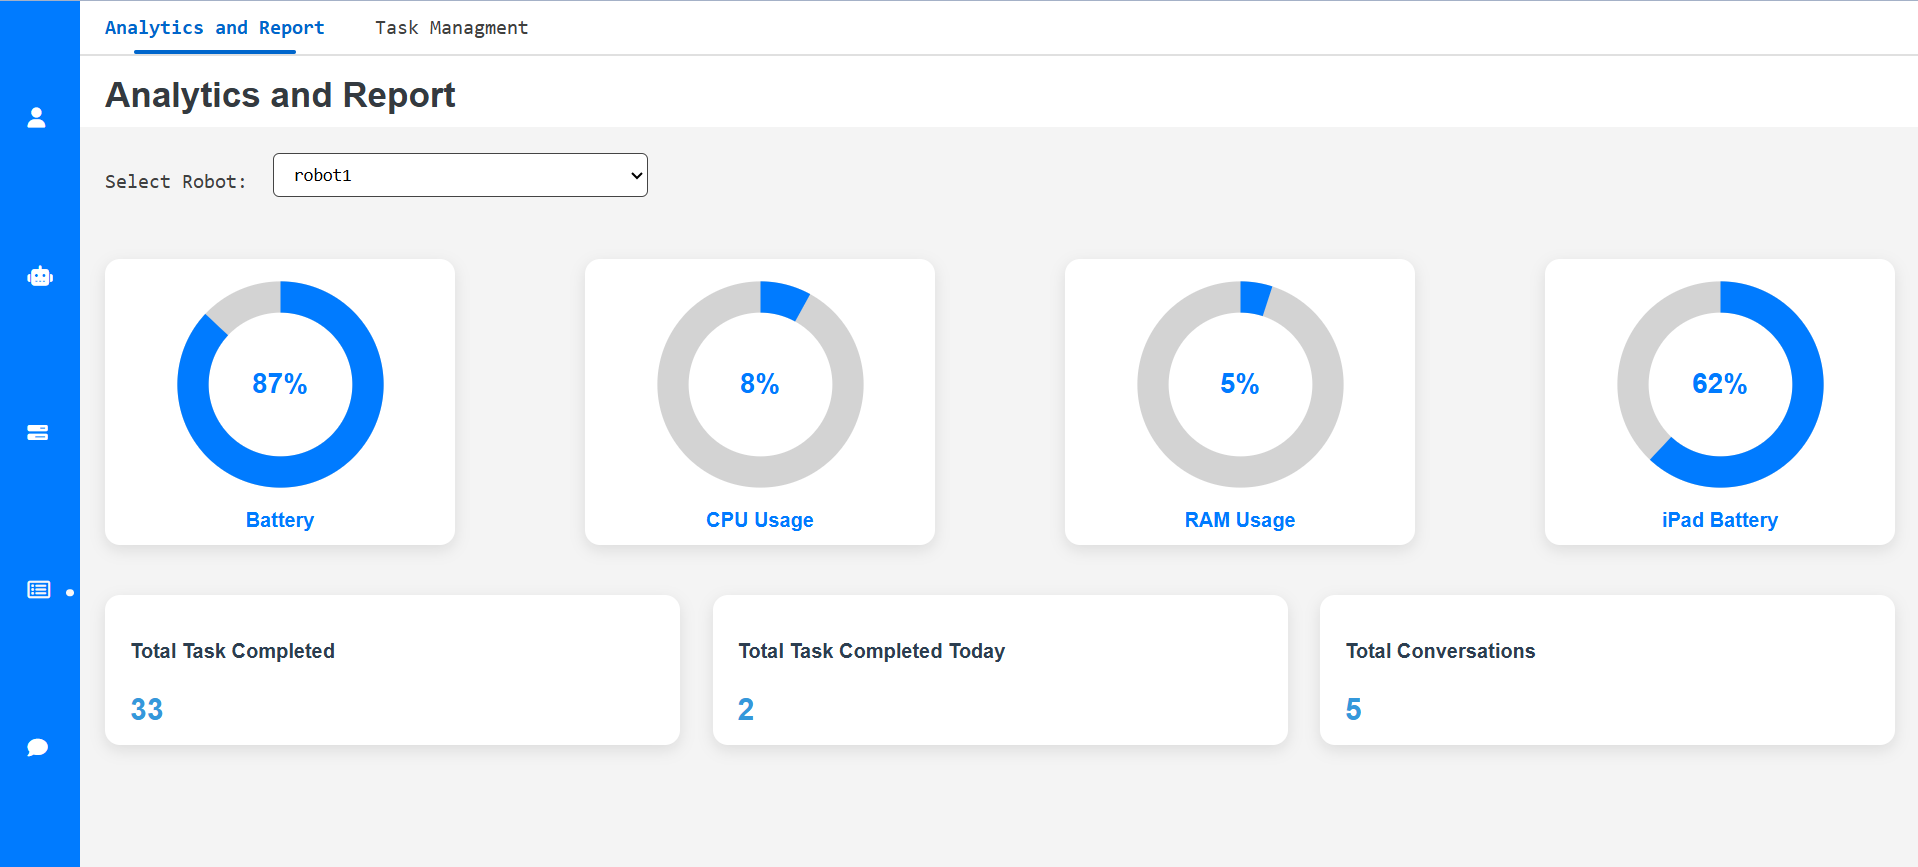 Analytics and Report
Task Managment
Analytics and Report
Select Robot:
robot1
87%
8%
5%
62%
Battery
CPU Usage
RAM Usage
iPad Battery
Total Task Completed
Total Task Completed Today
Total Conversations
33
2
5